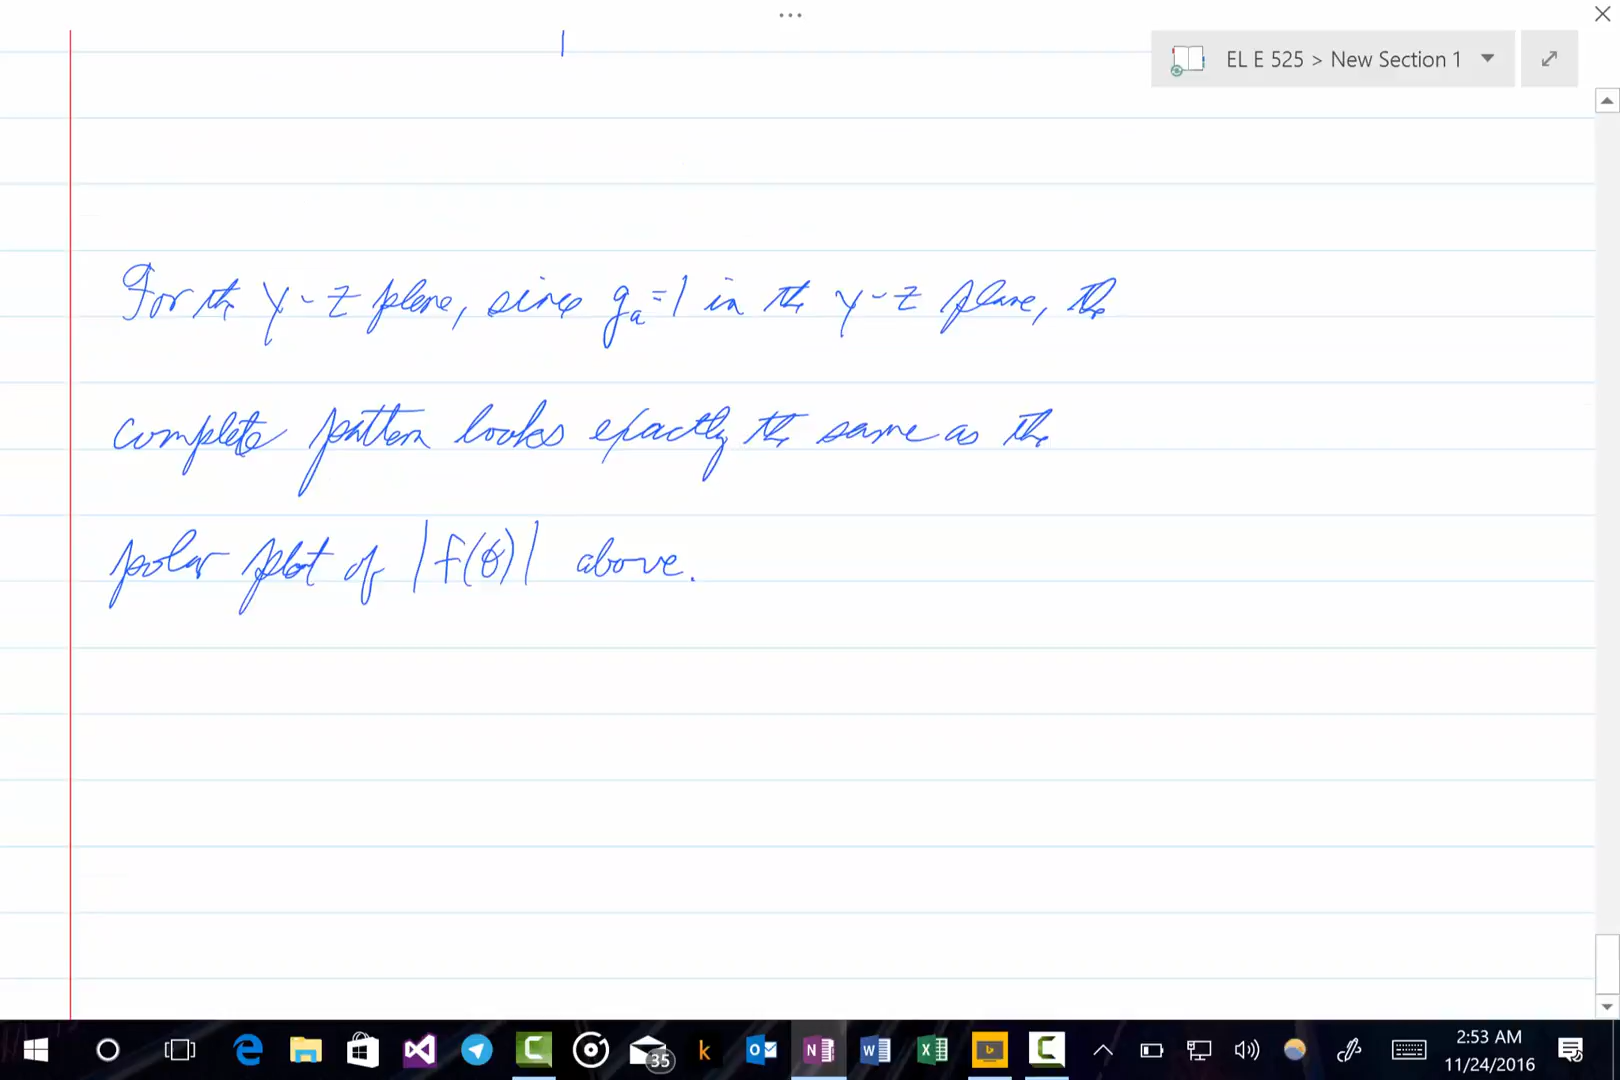 EL E 525 > New Section 1
For the y-z plane, since gₐ=1 in the y-z plane, the
complete pattern looks exactly the same as the
polar plot of |f(θ)| above.
35
2:53 AM
11/24/2016